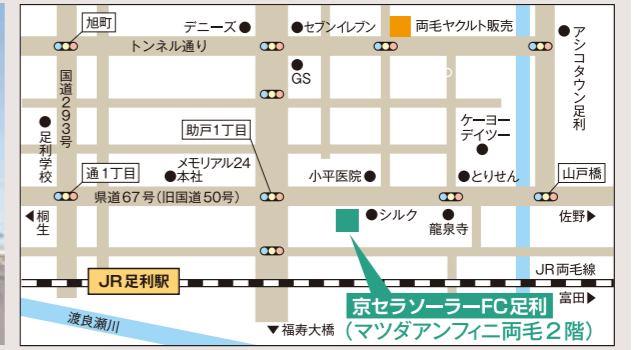 旭町
デニーズ
セブンイレブン
両毛ヤクルト販売
トンネル通り
アシコタウン足利
GS
国道293号
足利学校
助戸1丁目
ケーヨー
デイツー
通1丁目
メモリアル24
本社
小平医院
とりせん
山戸橋
県道67号(旧国道50号)
桐生
シルク
龍泉寺
佐野
JR両毛線
JR足利駅
京セラソーラーFC足利
富田
(マツダアンフィニ両毛2階)
渡良瀬川
福寿大橋